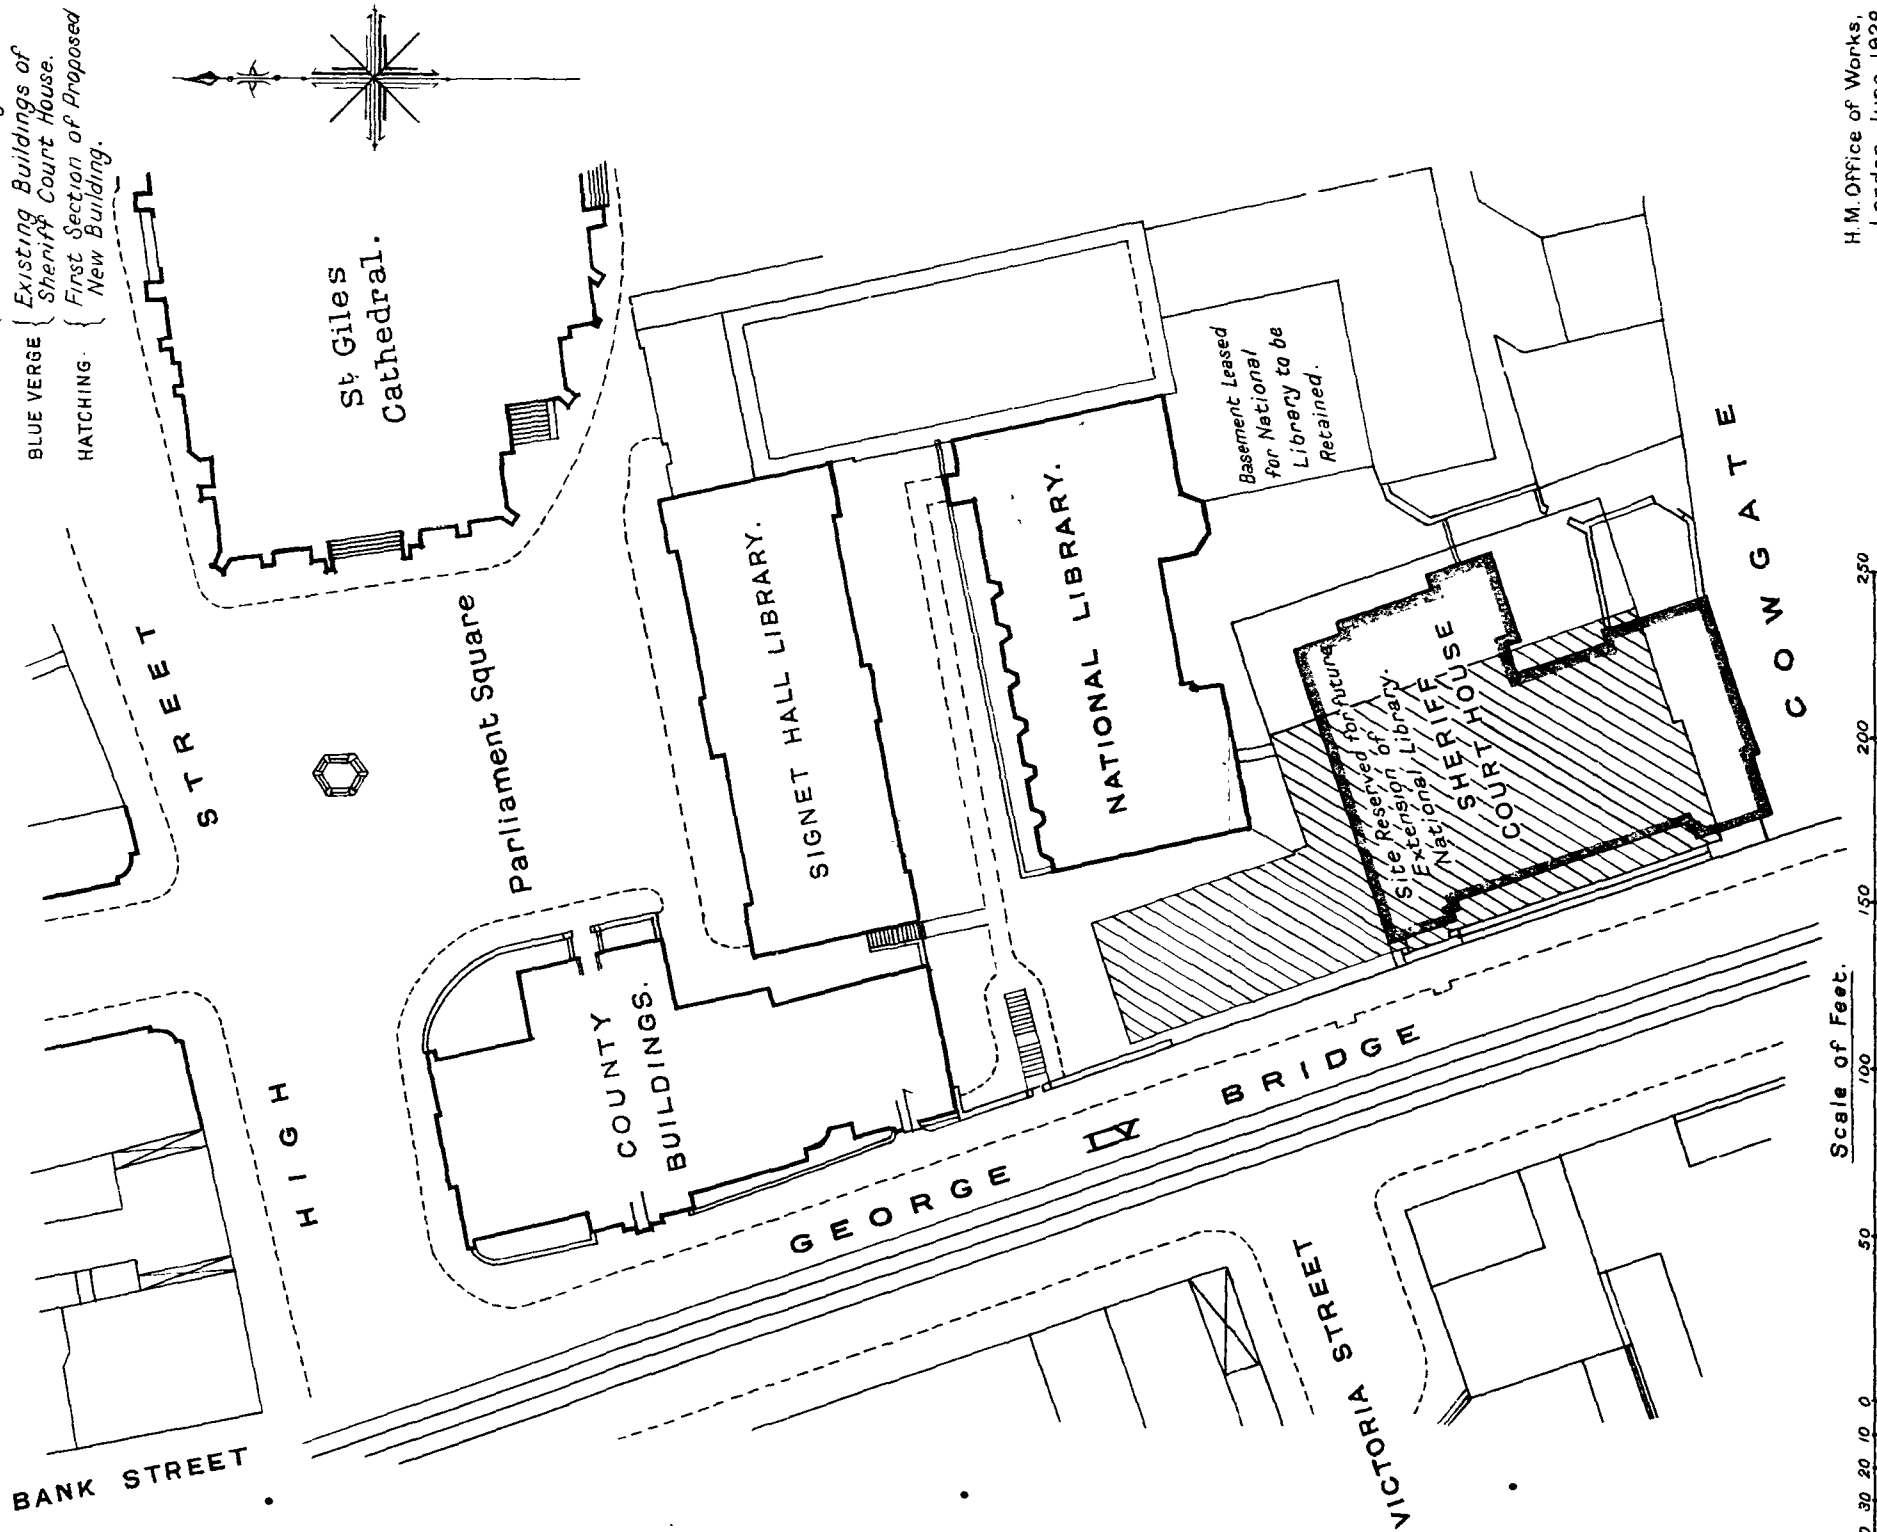 BLUE VERGE { Existing Buildings of
Sheriff Court House.
HATCHING { First Section of Proposed
New Building.
St Giles
Cathedral.
HIGH STREET
Parliament Square
BANK STREET
COUNTY
BUILDINGS.
SIGNET HALL LIBRARY.
NATIONAL LIBRARY.
Basement Leased
for National
Library to be
Retained.
GEORGE IV BRIDGE
Site Reserved for future
Extension of
National Library.
SHERIFF
COURT HOUSE
VICTORIA STREET
COWGATE
Scale of Feet.
30 20 10 0 50 100 150 200 250
H.M. Office of Works,
London, June 1928